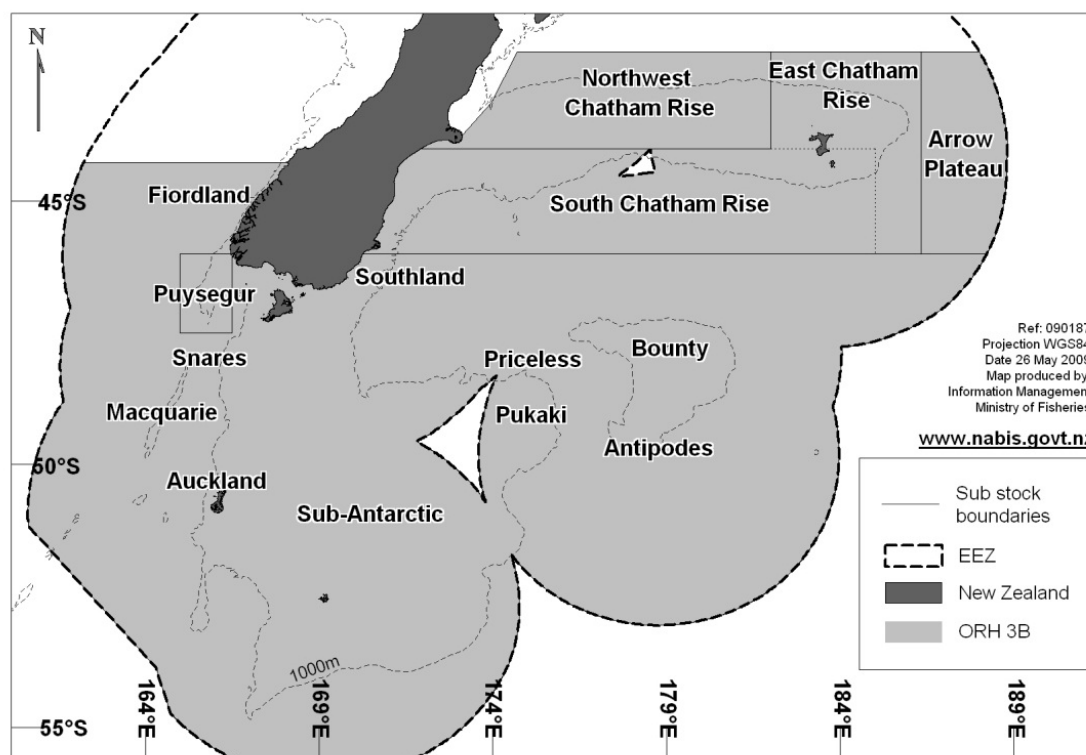 N
Northwest
Chatham Rise
East Chatham
Rise
Arrow
Plateau
Fiordland
45°S
South Chatham Rise
Southland
Puysegur
Snares
Priceless
Bounty
Macquarie
Pukaki
Antipodes
50°S
Auckland
Sub-Antarctic
1000m
55°S
164°E
169°E
174°E
179°E
184°E
189°E
Ref: 090187
Projection WGS84
Date 26 May 2009
Map produced by
Information Management
Ministry of Fisheries
www.nabis.govt.nz
Sub stock
boundaries
EEZ
New Zealand
ORH 3B